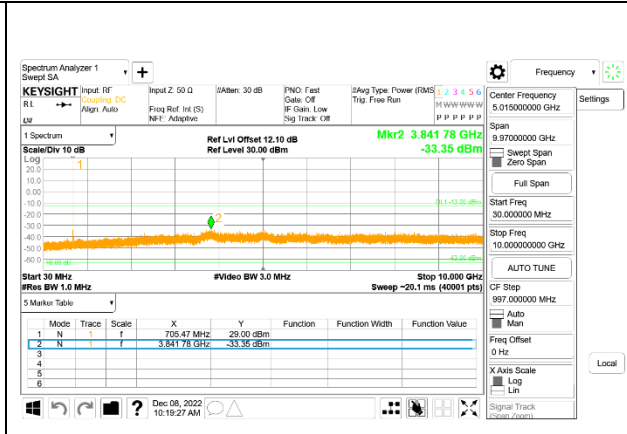 Spectrum Analyzer 1
Swept SA
+
Frequency
KEYSIGHT
R L
Input: RF
Coupling: DC
Align: Auto
Input Z: 50 Ω
Freq Ref: Int (S)
NFE: Adaptive
#Atten: 30 dB
PNO: Fast
Gate: Off
IF Gain: Low
Sig Track: Off
#Avg Type: Power (RMS
Trig: Free Run
1 2 3 4 5 6
M W W W W W
P P P P P P
1 Spectrum
Scale/Div 10 dB
Ref Lvl Offset 12.10 dB
Ref Level 30.00 dBm
Mkr2 3.841 78 GHz
-33.35 dBm
Log
20.0
10.0
0.00
-10.0
-20.0
-30.0
-40.0
-50.0
-60.0
1
2
DL1 -13.00 dBm
Start 30 MHz
#Res BW 1.0 MHz
#Video BW 3.0 MHz
Stop 10.000 GHz
Sweep ~20.1 ms (40001 pts)
5 Marker Table
Mode Trace Scale X Y Function Function Width Function Value
1 N 1 f 705.47 MHz 29.00 dBm
2 N 1 f 3.841 78 GHz -33.35 dBm
3
4
5
6
?
Dec 08, 2022
10:19:27 AM
Center Frequency
5.015000000 GHz
Span
9.97000000 GHz
Swept Span
Zero Span
Full Span
Start Freq
30.000000 MHz
Stop Freq
10.000000000 GHz
AUTO TUNE
CF Step
997.000000 MHz
Auto
Man
Freq Offset
0 Hz
X Axis Scale
Log
Lin
Signal Track
(Span Zoom)
Settings
Local